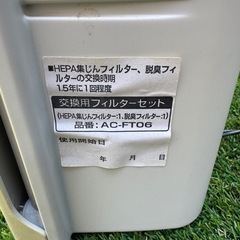 ■HEPA集じんフィルター、脱臭フィ
ルターの交換時期
1.5年に1回程度
交換用フィルターセット
(HEPA集じんフィルター:1、脱臭フィルター:1)
品番: AC-FT06
使用開始日
年 月 日